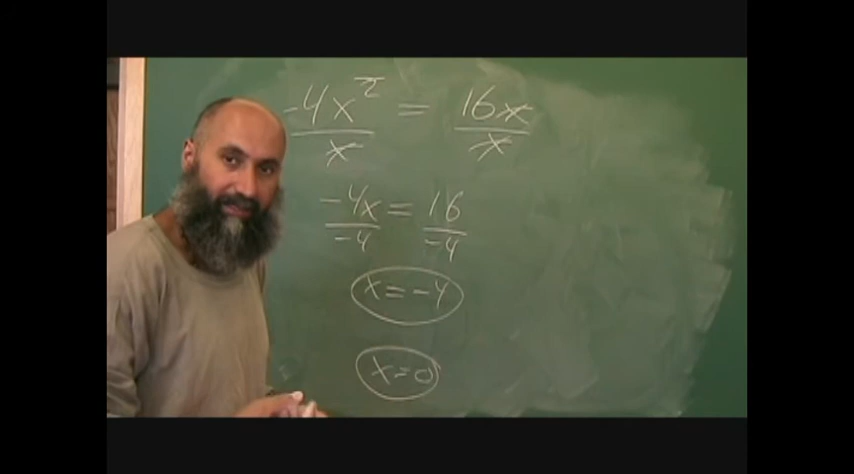 -4x² = 16x
x x
-4x = 16
-4 -4
x = -4
x = 0